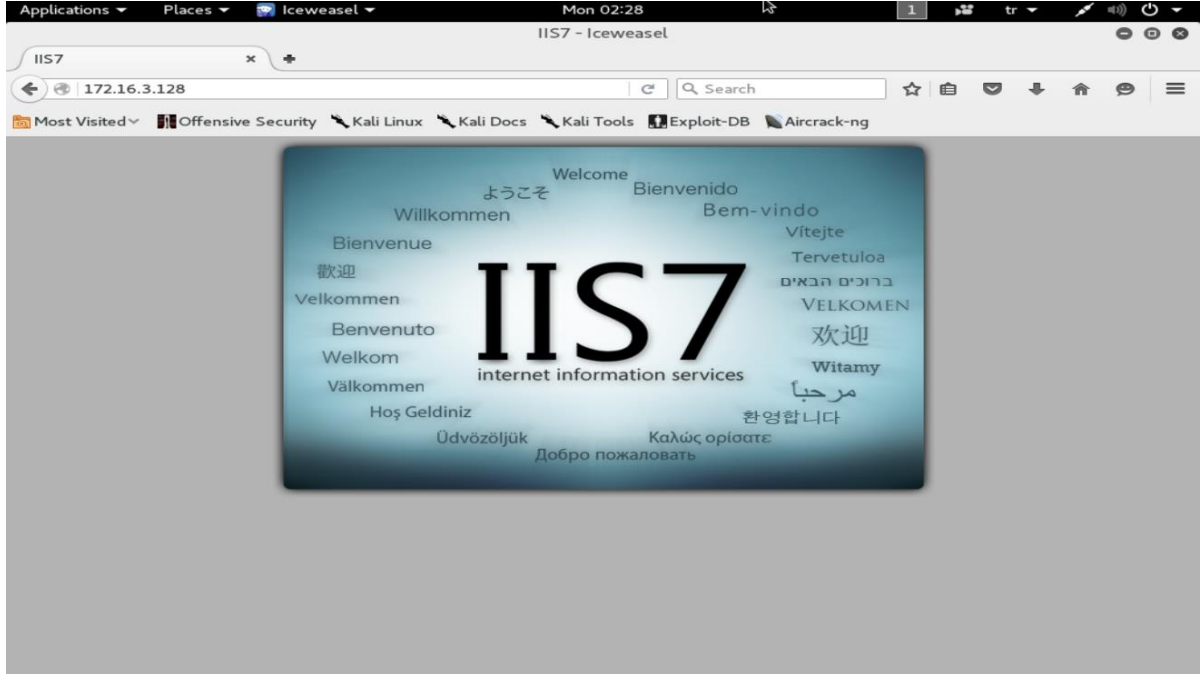 Applications Places Iceweasel Mon 02:28 1 tr
IIS7 - Iceweasel
IIS7
172.16.3.128 Search
Most Visited Offensive Security Kali Linux Kali Docs Kali Tools Exploit-DB Aircrack-ng
Welcome
ようこそ
Bienvenido
Willkommen
Bem-vindo
Vítejte
Bienvenue
Tervetuloa
歡迎
ברוכים הבאים
Velkommen
VELKOMEN
Benvenuto
欢迎
IIS7
internet information services
Welkom
Witamy
Välkommen
مرحباً
Hoş Geldiniz
환영합니다
Üdvözöljük
Καλώς ορίσατε
Добро пожаловать